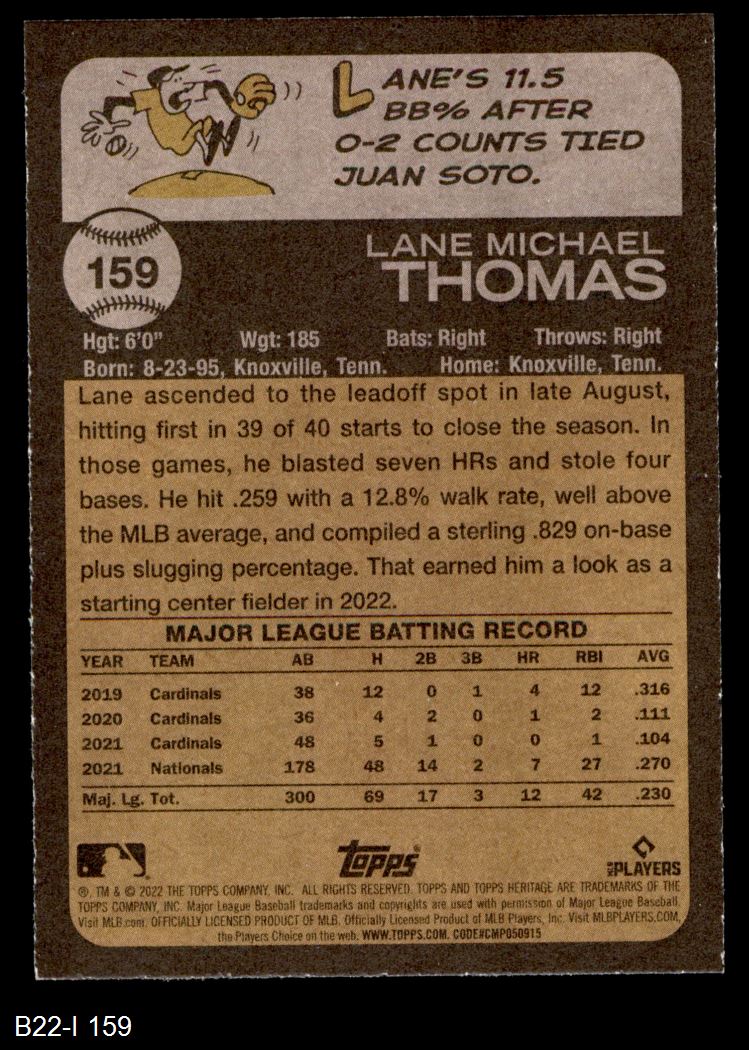 LANE'S 11.5
BB% AFTER
0-2 COUNTS TIED
JUAN SOTO.
159
LANE MICHAEL
THOMAS
Hgt: 6'0" Wgt: 185 Bats: Right Throws: Right
Born: 8-23-95, Knoxville, Tenn. Home: Knoxville, Tenn.
Lane ascended to the leadoff spot in late August,
hitting first in 39 of 40 starts to close the season. In
those games, he blasted seven HRs and stole four
bases. He hit .259 with a 12.8% walk rate, well above
the MLB average, and compiled a sterling .829 on-base
plus slugging percentage. That earned him a look as a
starting center fielder in 2022.
MAJOR LEAGUE BATTING RECORD
YEAR TEAM AB H 2B 3B HR RBI AVG
2019 Cardinals 38 12 0 1 4 12 .316
2020 Cardinals 36 4 2 0 1 2 .111
2021 Cardinals 48 5 1 0 0 1 .104
2021 Nationals 178 48 14 2 7 27 .270
Maj. Lg. Tot. 300 69 17 3 12 42 .230
Topps
MLB PLAYERS
®, TM & © 2022 THE TOPPS COMPANY, INC. ALL RIGHTS RESERVED. TOPPS AND TOPPS HERITAGE ARE TRADEMARKS OF THE
TOPPS COMPANY, INC. Major League Baseball trademarks and copyrights are used with permission of Major League Baseball.
Visit MLB.com. OFFICIALLY LICENSED PRODUCT OF MLB. Officially Licensed Product of MLB Players, Inc. Visit MLBPLAYERS.COM,
the Players Choice on the web. WWW.TOPPS.COM. CODE#CMP050915
B22-I 159